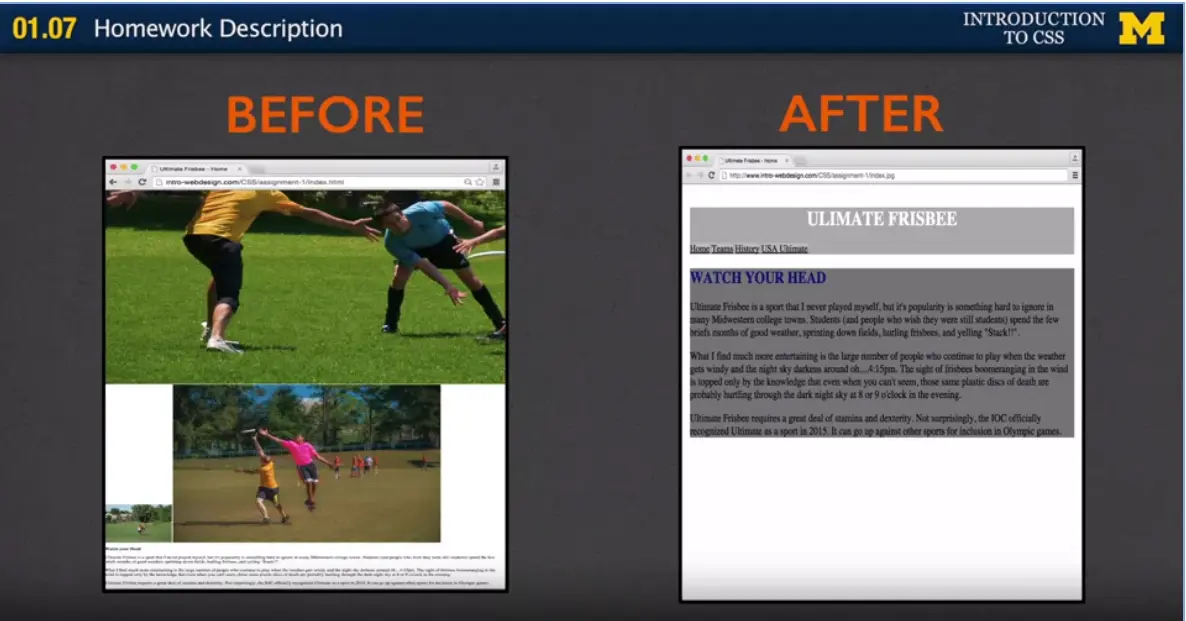 01.07 Homework Description
INTRODUCTION
TO CSS
M
BEFORE
AFTER
Ultimate Frisbee - Home
intro-webdesign.com/CSS/assignment-1/index.html
Watch your Head
Ultimate Frisbee - Home
http://www.intro-webdesign.com/CSS/assignment-1/index.jpg
ULIMATE FRISBEE
Home Teams History USA Ultimate
WATCH YOUR HEAD
Ultimate Frisbee is a sport that I never played myself, but it's popularity is something hard to ignore in
many Midwestern college towns. Students (and people who wish they were still students) spend the few
briefs months of good weather, sprinting down fields, hurling frisbees, and yelling "Stack!!".
What I find much more entertaining is the large number of people who continue to play when the weather
gets windy and the night sky darkens around oh....4:15pm. The sight of frisbees boomeranging in the wind
is topped only by the knowledge that even when you can't seem, those same plastic discs of death are
probably hurtling through the dark night sky at 8 or 9 o'clock in the evening.
Ultimate Frisbee requires a great deal of stamina and dexterity. Not surprisingly, the IOC officially
recognized Ultimate as a sport in 2015. It can go up against other sports for inclusion in Olympic games.